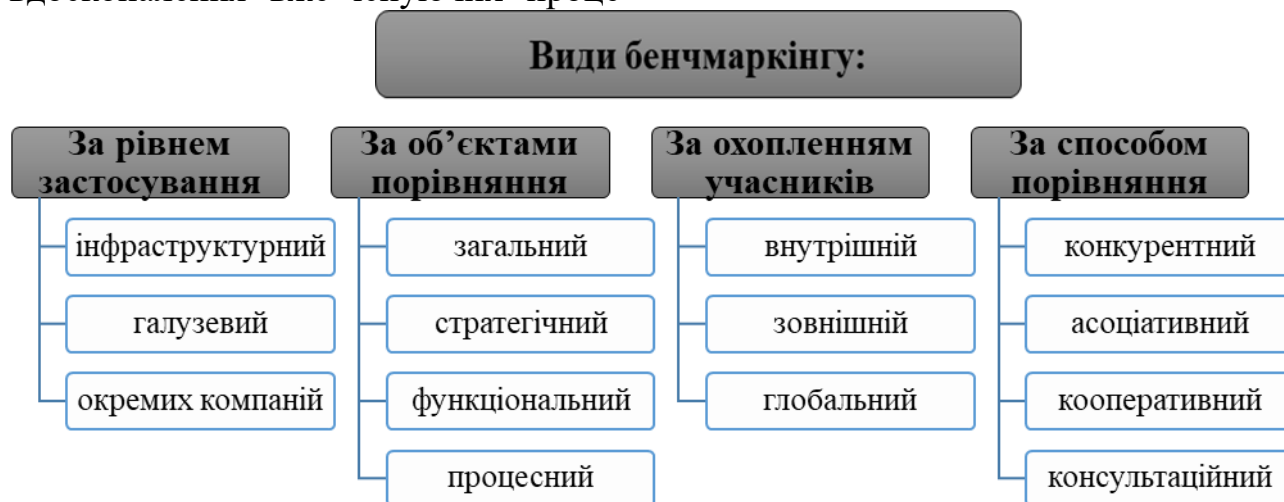 Види бенчмаркінгу:
За рівнем
застосування
інфраструктурний
галузевий
окремих компаній
За об’єктами
порівняння
загальний
стратегічний
функціональний
процесний
За охопленням
учасників
внутрішній
зовнішній
глобальний
За способом
порівняння
конкурентний
асоціативний
кооперативний
консультаційний